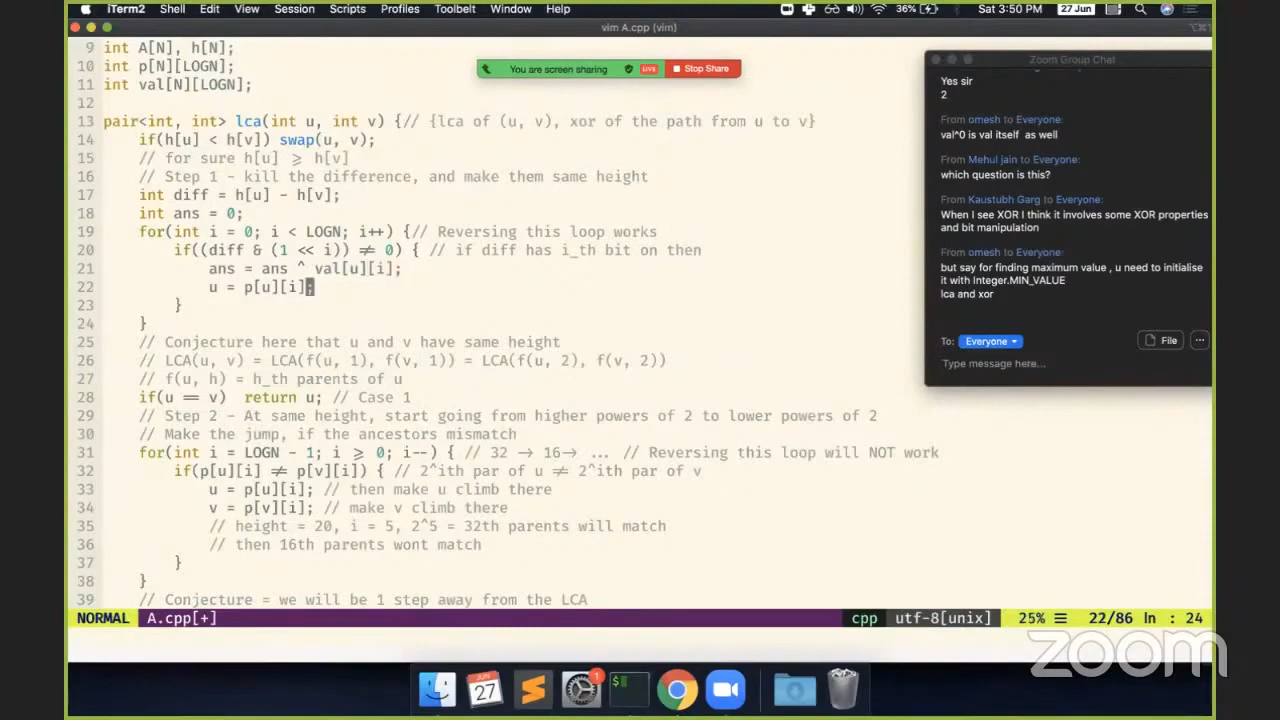 iTerm2 Shell Edit View Session Scripts Profiles Toolbelt Window Help 36% Sat 3:50 PM 27 Jun
vim A.cpp (vim)
You are screen sharing LIVE Stop Share
9 int A[N], h[N];
10 int p[N][LOGN];
11 int val[N][LOGN];
12
13 pair<int, int> lca(int u, int v) {// {lca of (u, v), xor of the path from u to v}
14 if(h[u] < h[v]) swap(u, v);
15 // for sure h[u] ⩾ h[v]
16 // Step 1 - kill the difference, and make them same height
17 int diff = h[u] - h[v];
18 int ans = 0;
19 for(int i = 0; i < LOGN; i++) {// Reversing this loop works
20 if((diff & (1 << i)) ≠ 0) { // if diff has i_th bit on then
21 ans = ans ^ val[u][i];
22 u = p[u][i];
23 }
24 }
25 // Conjecture here that u and v have same height
26 // LCA(u, v) = LCA(f(u, 1), f(v, 1)) = LCA(f(u, 2), f(v, 2))
27 // f(u, h) = h_th parents of u
28 if(u == v) return u; // Case 1
29 // Step 2 - At same height, start going from higher powers of 2 to lower powers of 2
30 // Make the jump, if the ancestors mismatch
31 for(int i = LOGN - 1; i ⩾ 0; i--) { // 32 → 16→ ... // Reversing this loop will NOT work
32 if(p[u][i] ≠ p[v][i]) { // 2^ith par of u ≠ 2^ith par of v
33 u = p[u][i]; // then make u climb there
34 v = p[v][i]; // make v climb there
35 // height = 20, i = 5, 2^5 = 32th parents will match
36 // then 16th parents wont match
37 }
38 }
39 // Conjecture = we will be 1 step away from the LCA
NORMAL A.cpp[+] cpp utf-8[unix] 25% ☰ 22/86 ln : 24
Zoom Group Chat
Yes sir
2
From omesh to Everyone:
val^0 is val itself as well
From Mehul jain to Everyone:
which question is this?
From Kaustubh Garg to Everyone:
When I see XOR I think it involves some XOR properties
and bit manipulation
From omesh to Everyone:
but say for finding maximum value , u need to initialise
it with Integer.MIN_VALUE
lca and xor
To: Everyone File ...
Type message here...
JUN
27
1
$
zoom